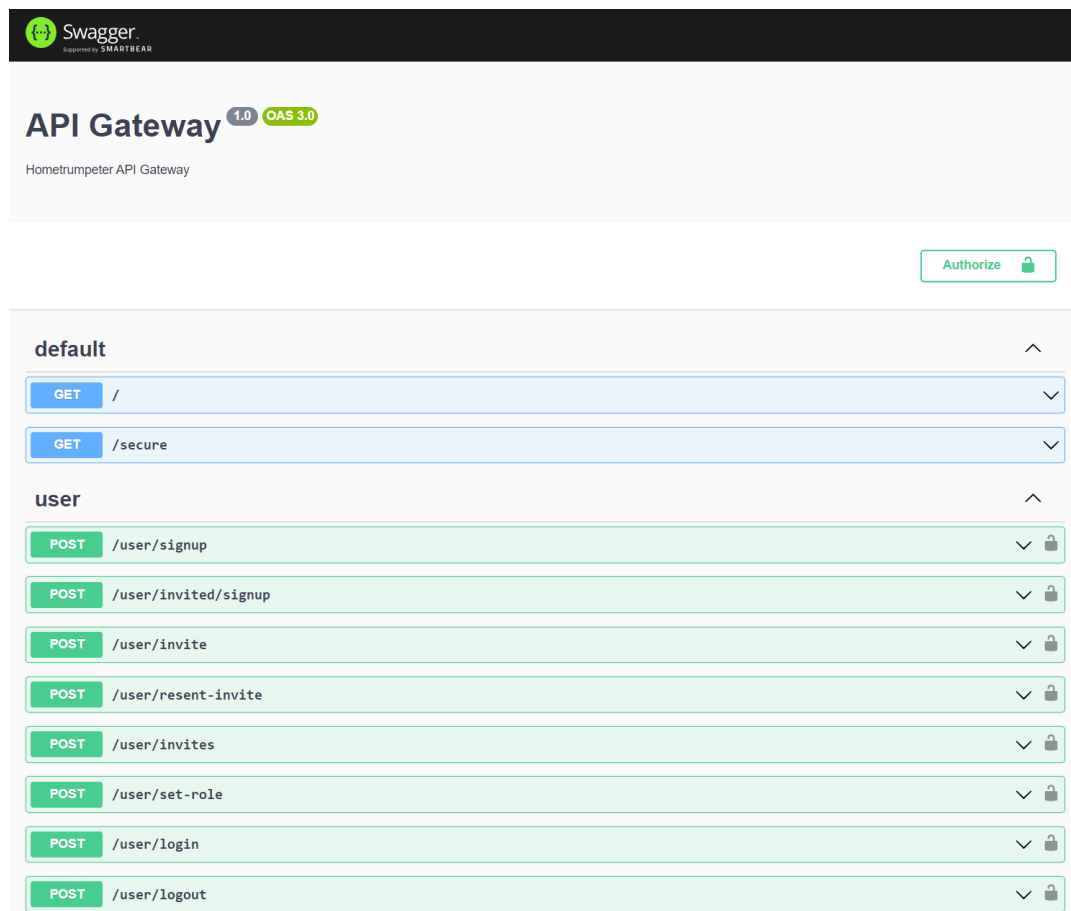 {...} Swagger.
Supported by SMARTBEAR
API Gateway 1.0 OAS 3.0
Hometrumpeter API Gateway
Authorize
default
GET /
GET /secure
user
POST /user/signup
POST /user/invited/signup
POST /user/invite
POST /user/resent-invite
POST /user/invites
POST /user/set-role
POST /user/login
POST /user/logout